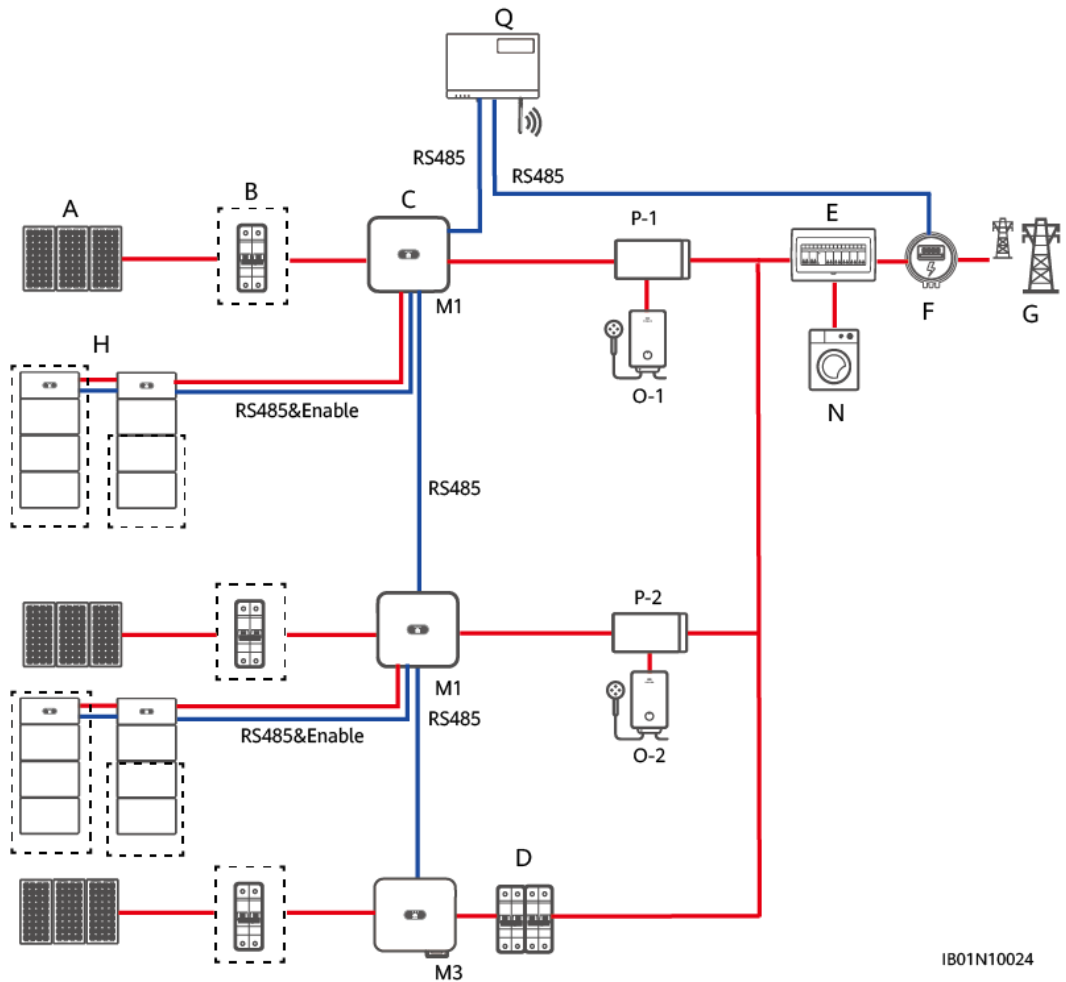 Q
RS485
RS485
A
B
C
P-1
E
M1
F
G
H
O-1
N
RS485&Enable
RS485
P-2
M1
RS485
RS485&Enable
O-2
D
M3
IB01N10024